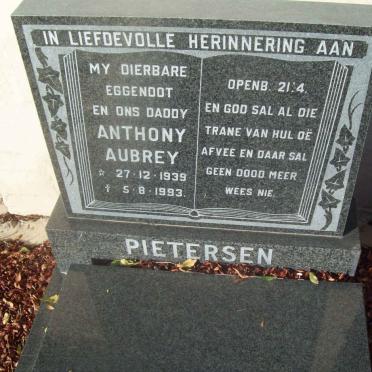 IN LIEFDEVOLLE HERINNERING AAN
MY DIERBARE
EGGENOOT
EN ONS DADDY
ANTHONY
AUBREY
☆ 27·12·1939
† 5·8·1993
OPENB. 21:4.
EN GOD SAL AL DIE
TRANE VAN HUL OË
AFVEE EN DAAR SAL
GEEN DOOD MEER
WEES NIE.
PIETERSEN